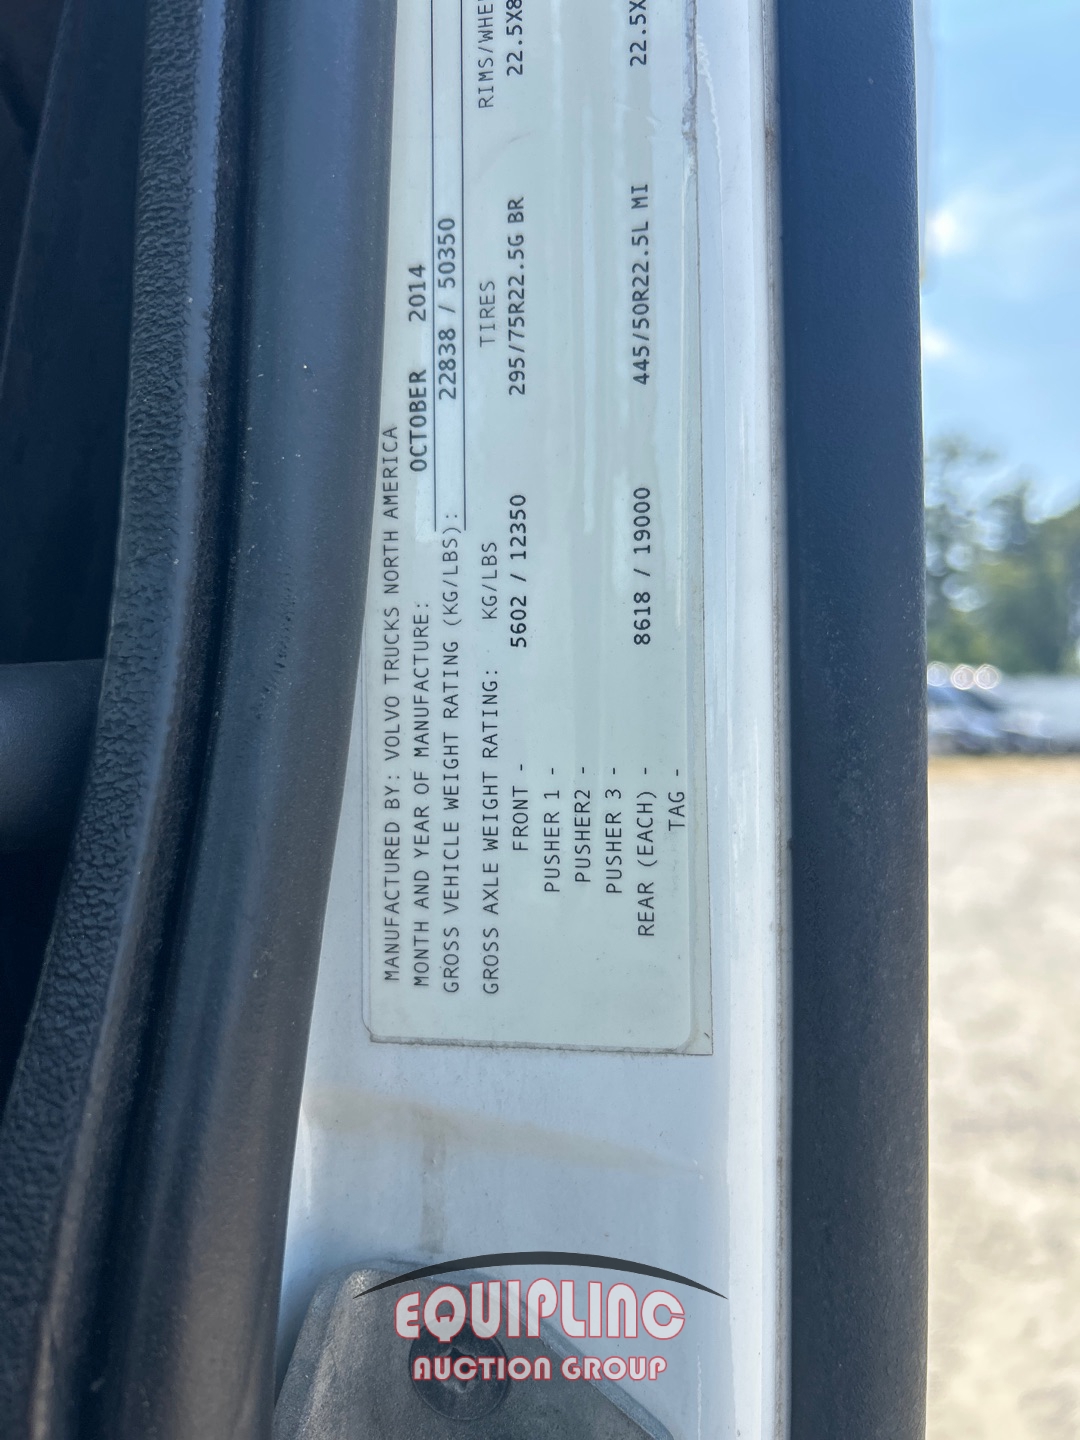 MANUFACTURED BY: VOLVO TRUCKS NORTH AMERICA
MONTH AND YEAR OF MANUFACTURE: OCTOBER 2014
GROSS VEHICLE WEIGHT RATING (KG/LBS): 22838 / 50350
GROSS AXLE WEIGHT RATING: KG/LBS TIRES
FRONT - 5602 / 12350 295/75R22.5G BR
PUSHER 1 -
PUSHER2 -
PUSHER 3 -
REAR (EACH) - 8618 / 19000 445/50R22.5L MI
TAG -
EQUIPLINC
AUCTION GROUP